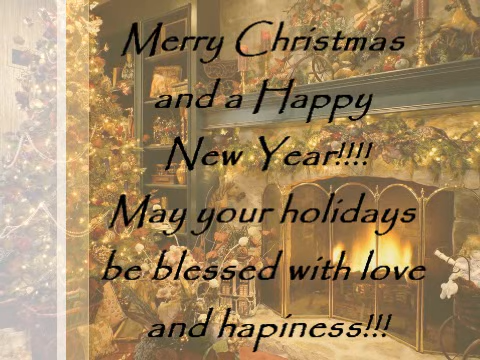 Merry Christmas
and a Happy
New Year!!!!
May your holidays
be blessed with love
and hapiness!!!